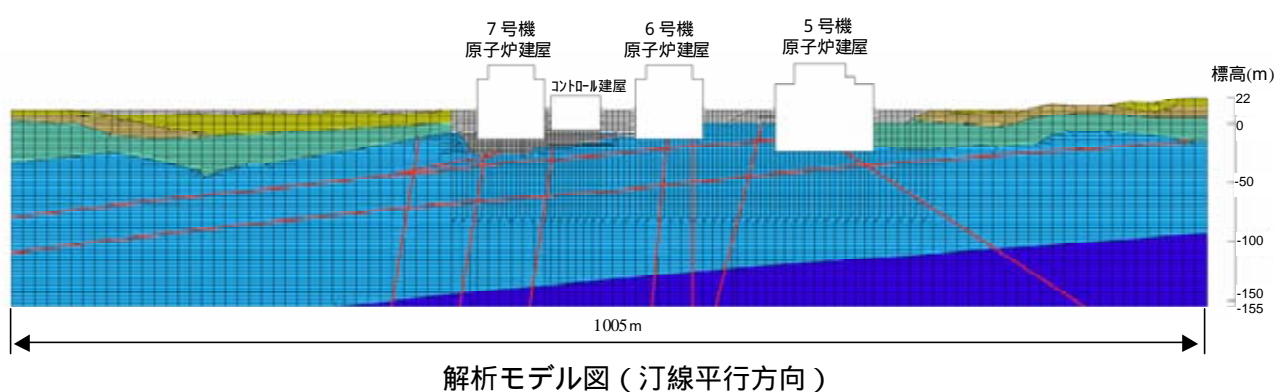 7号機
原子炉建屋
6号機
原子炉建屋
5号機
原子炉建屋
コントロール建屋
標高(m)
22
0
-50
-100
-150
-155
1005m
解析モデル図（汀線平行方向）